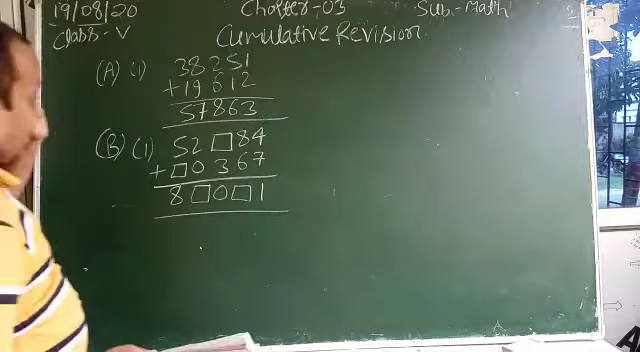 19/08/20 Chapter-03 Sub.-Math
Class-V Cumulative Revision
(A) (1) 38251
+19612
57863
(B) (1) 52□84
+□0367
8□0□1